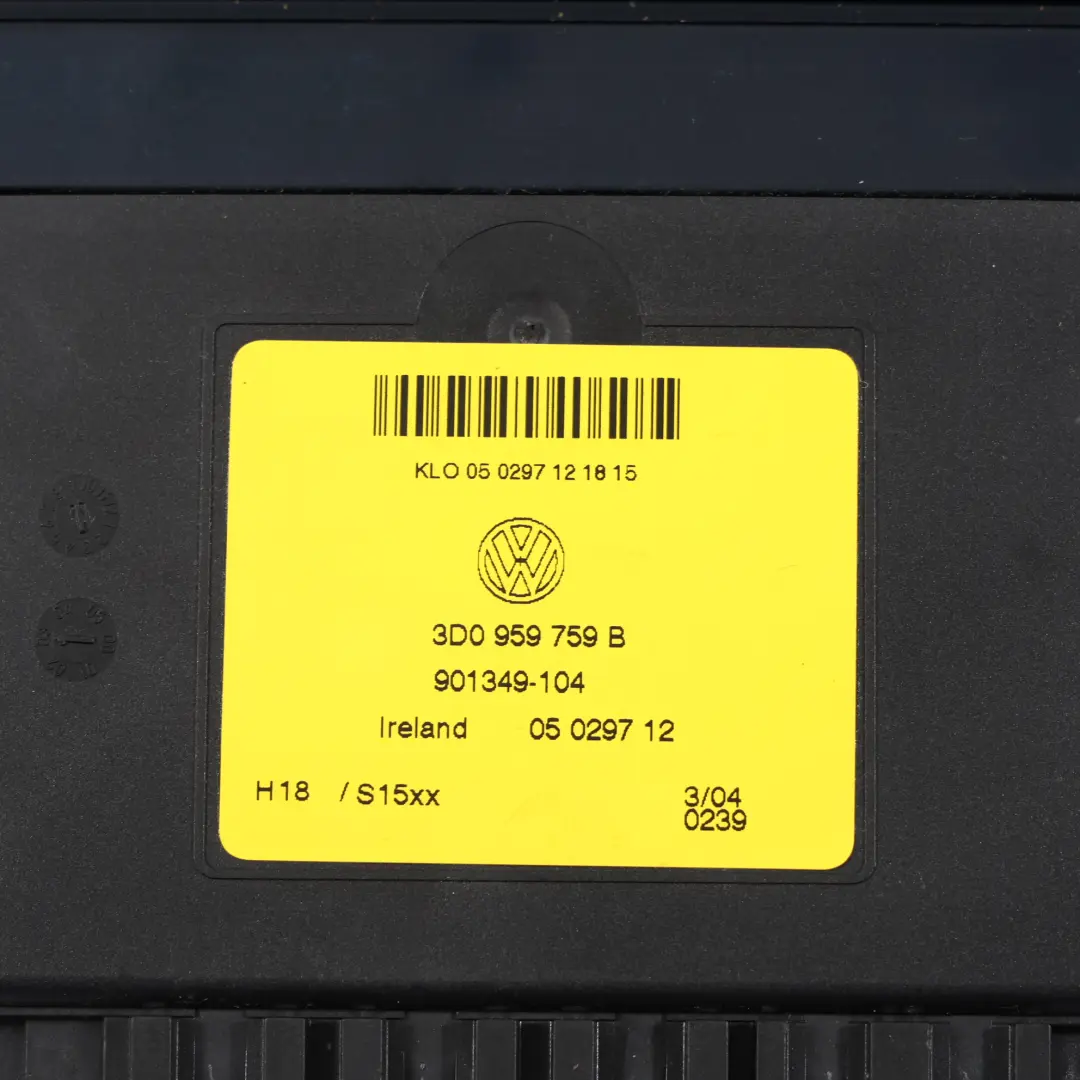 KLO 05 0297 12 18 15
3D0 959 759 B
901349-104
Ireland 05 0297 12
H18 / S15xx 3/04
0239